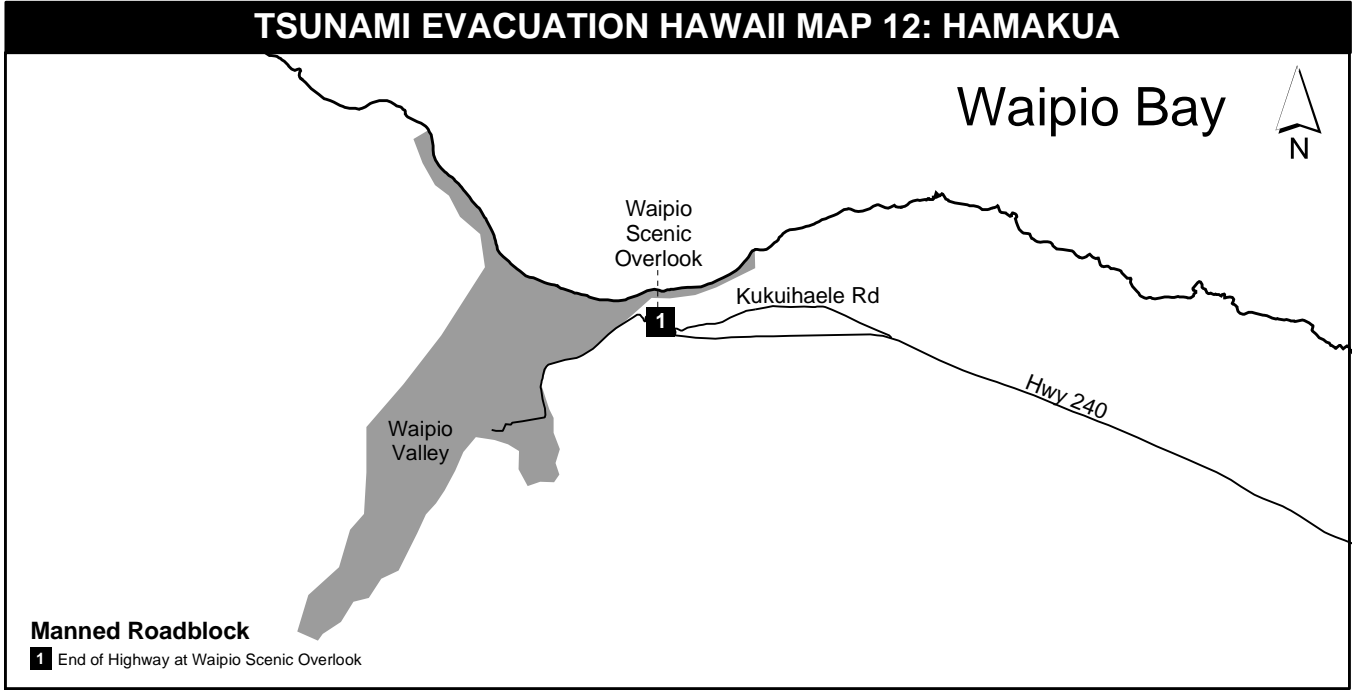 TSUNAMI EVACUATION HAWAII MAP 12: HAMAKUA
Waipio Bay
N
Waipio
Scenic
Overlook
Kukuihaele Rd
1
Hwy 240
Waipio
Valley
Manned Roadblock
1 End of Highway at Waipio Scenic Overlook